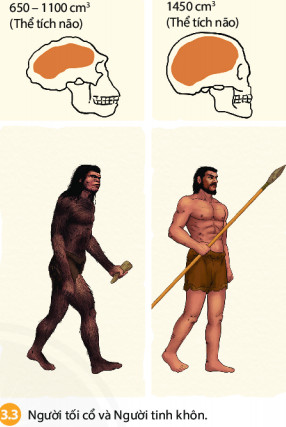 650 – 1100 cm³
(Thể tích não)
1450 cm³
(Thể tích não)
3.3 Người tối cổ và Người tinh khôn.